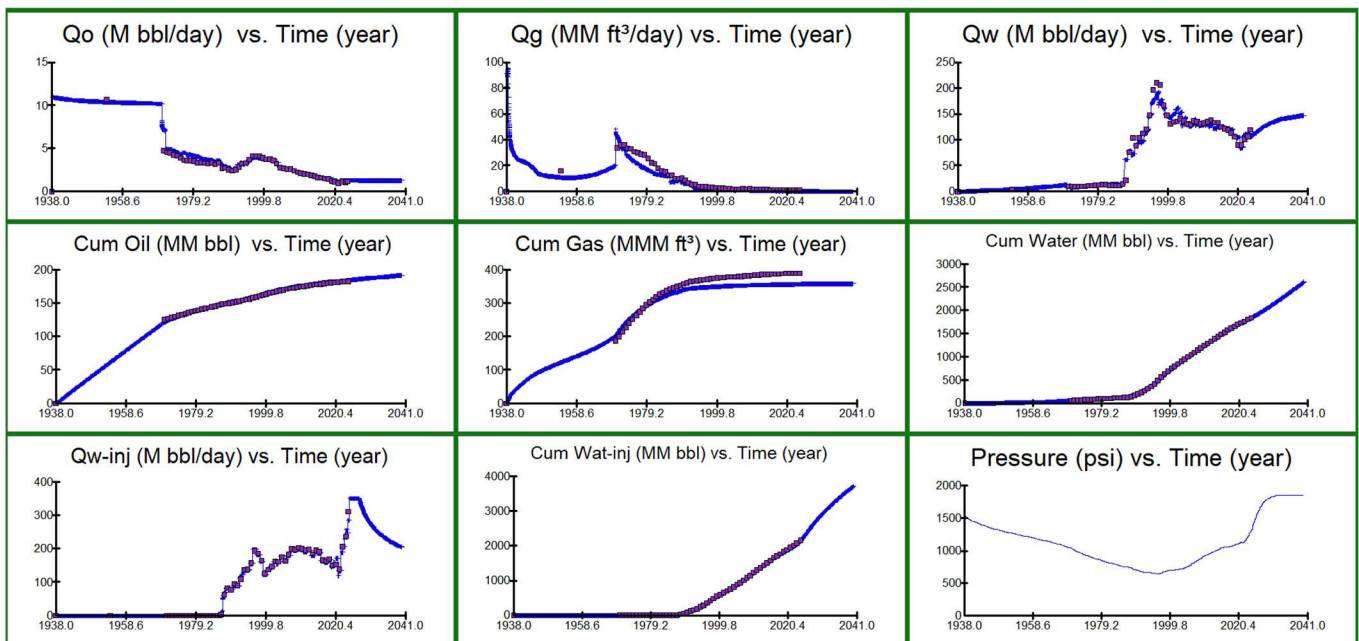 Qo (M bbl/day) vs. Time (year)
15
10
5
0
1938.0 1958.6 1979.2 1999.8 2020.4 2041.0
Qg (MM ft³/day) vs. Time (year)
100
80
60
40
20
0
1938.0 1958.6 1979.2 1999.8 2020.4 2041.0
Qw (M bbl/day) vs. Time (year)
250
200
150
100
50
0
1938.0 1958.6 1979.2 1999.8 2020.4 2041.0
Cum Oil (MM bbl) vs. Time (year)
200
150
100
50
0
1938.0 1958.6 1979.2 1999.8 2020.4 2041.0
Cum Gas (MMM ft³) vs. Time (year)
400
300
200
100
0
1938.0 1958.6 1979.2 1999.8 2020.4 2041.0
Cum Water (MM bbl) vs. Time (year)
3000
2500
2000
1500
1000
500
0
1938.0 1958.6 1979.2 1999.8 2020.4 2041.0
Qw-inj (M bbl/day) vs. Time (year)
400
300
200
100
0
1938.0 1958.6 1979.2 1999.8 2020.4 2041.0
Cum Wat-inj (MM bbl) vs. Time (year)
4000
3000
2000
1000
0
1938.0 1958.6 1979.2 1999.8 2020.4 2041.0
Pressure (psi) vs. Time (year)
2000
1500
1000
500
0
1938.0 1958.6 1979.2 1999.8 2020.4 2041.0